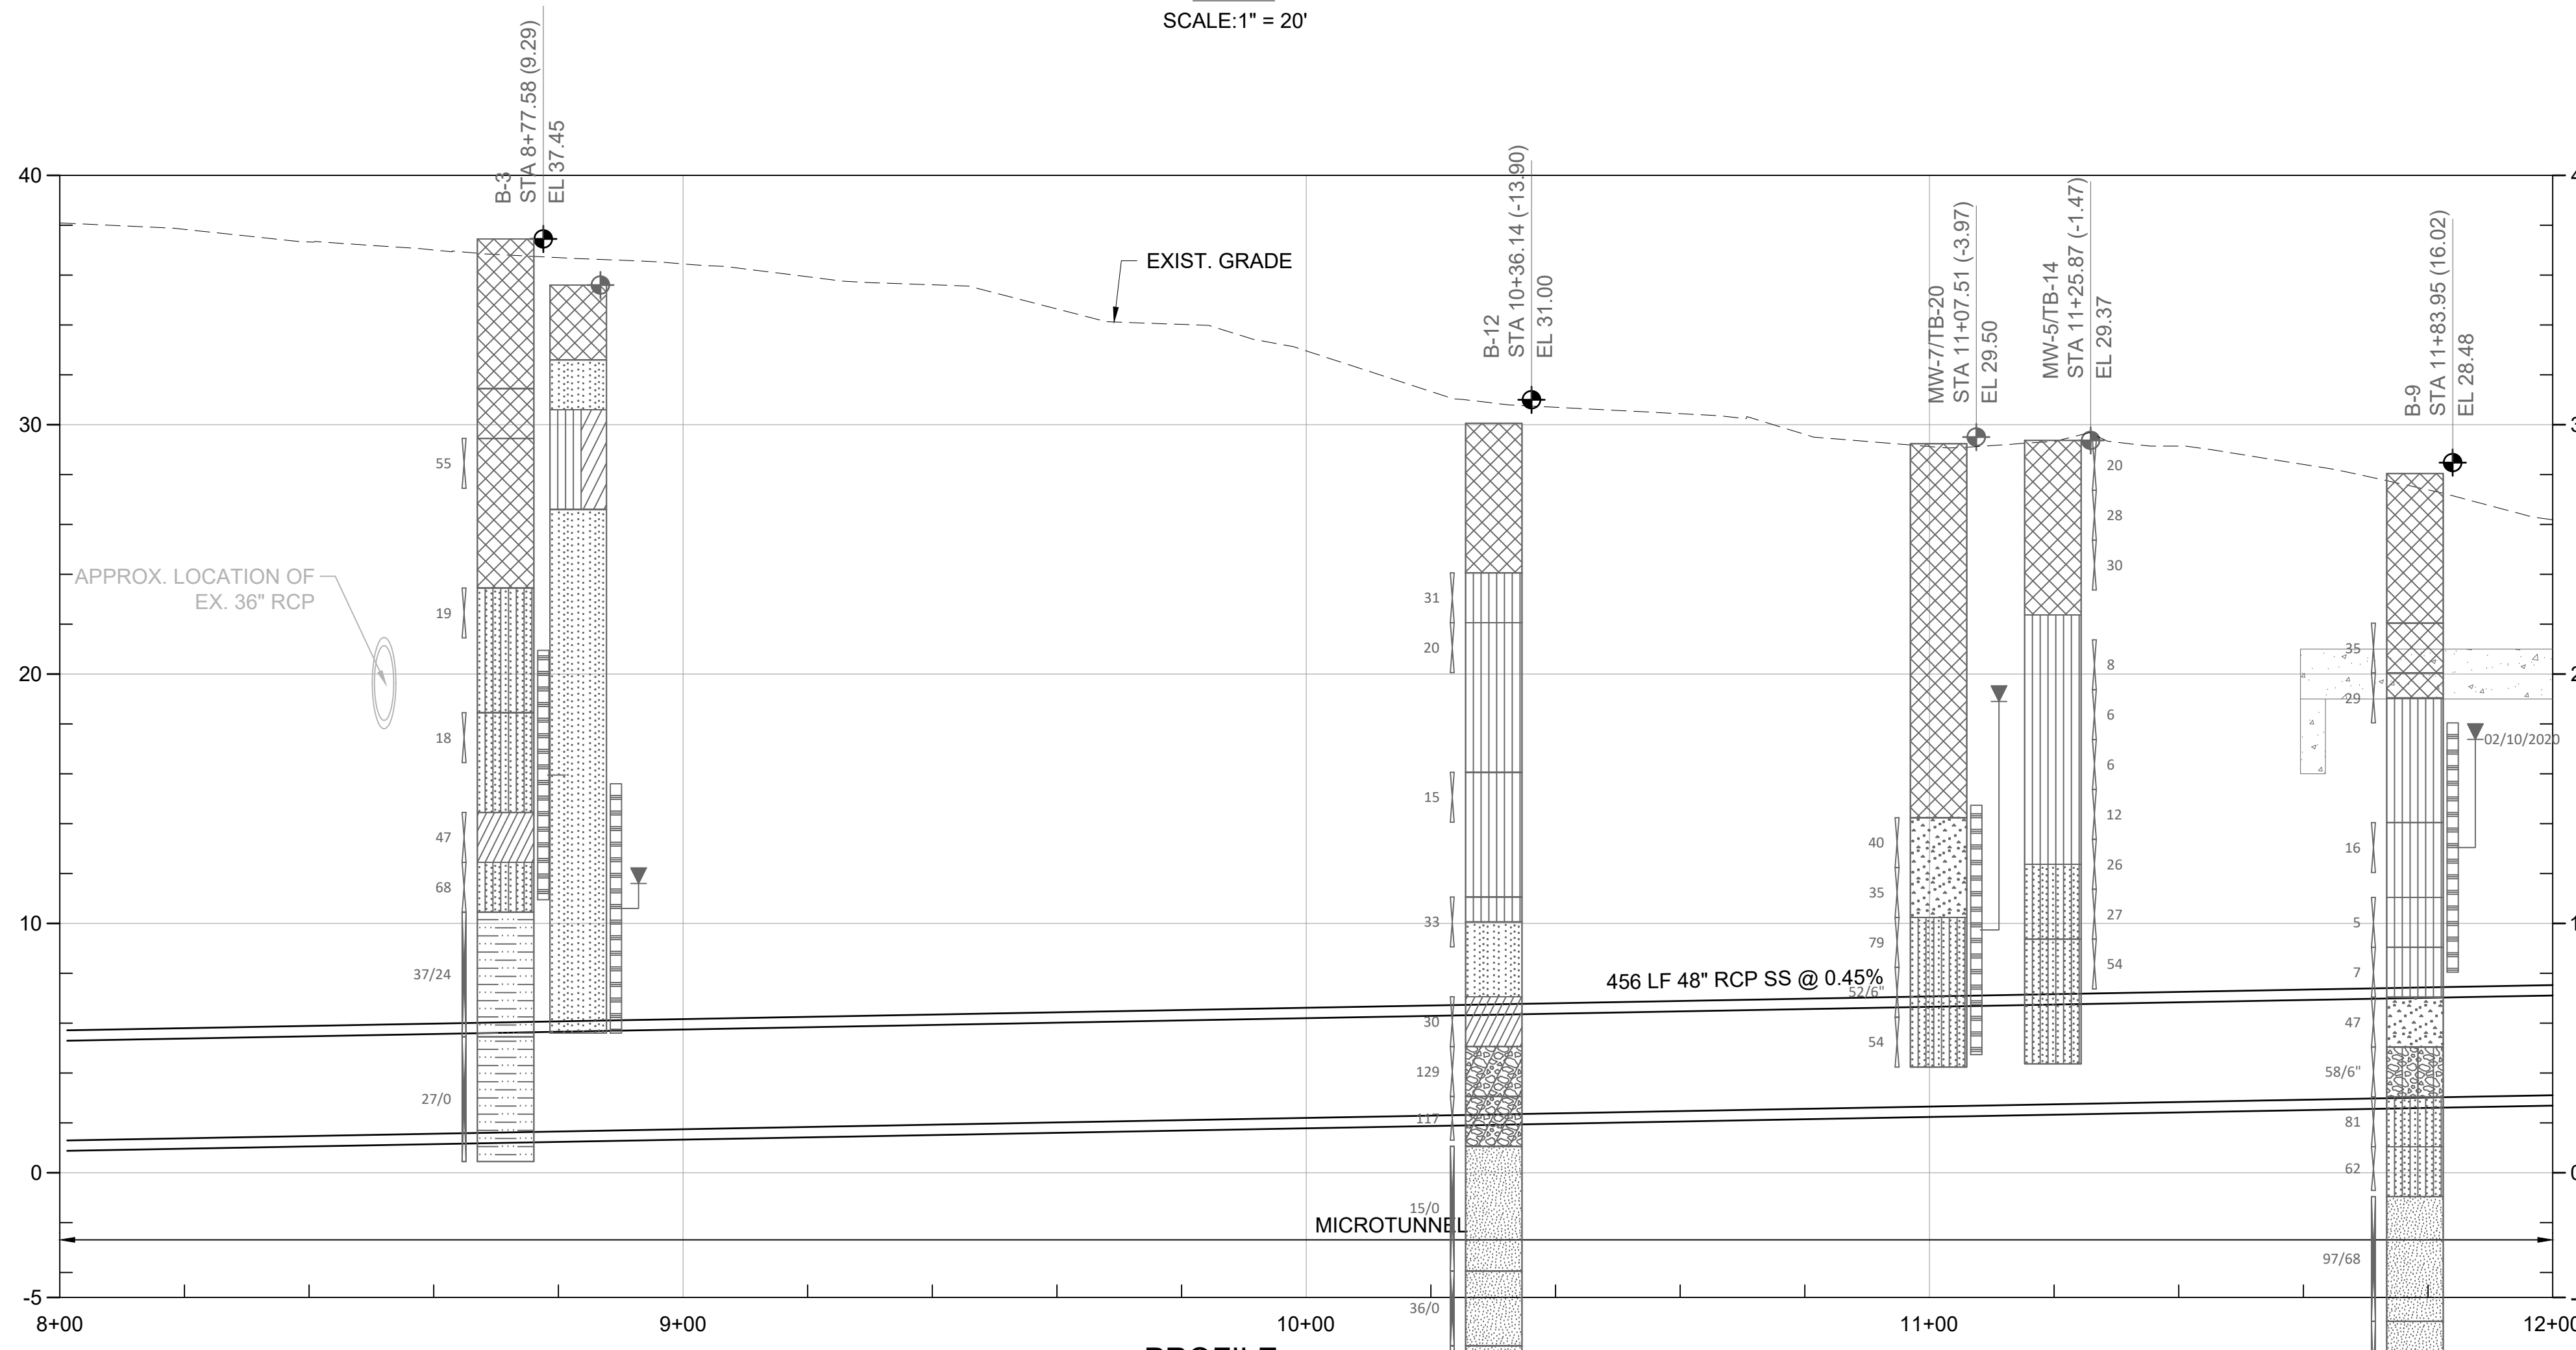 SCALE:1" = 20'
B-3
STA 8+77.58 (9.29)
EL 37.45
B-12
STA 10+36.14 (-13.90)
EL 31.00
MW-7/TB-20
STA 11+07.51 (-3.97)
EL 29.50
MW-5/TB-14
STA 11+25.87 (-1.47)
EL 29.37
B-9
STA 11+83.95 (16.02)
EL 28.48
40
30
20
10
0
-5
EXIST. GRADE
APPROX. LOCATION OF
EX. 36" RCP
55
19
18
47
68
37/24
27/0
31
20
15
33
30
129
117
15/0
36/0
40
35
79
52/6"
54
20
28
30
8
6
6
12
26
27
54
35
29
02/10/2020
16
5
7
47
58/6"
81
62
97/68
456 LF 48" RCP SS @ 0.45%
MICROTUNNEL
8+00
9+00
10+00
11+00
PROFILE